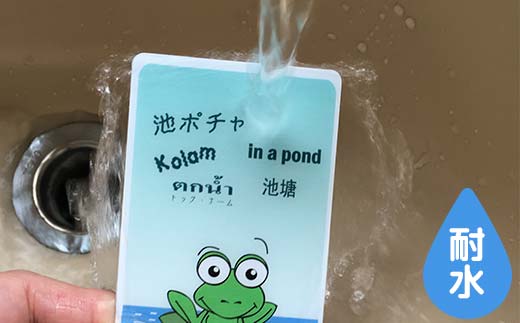 池ポチャ
Kolam
in a pond
ตกน้ำ
トック・ナーム
池塘
耐水